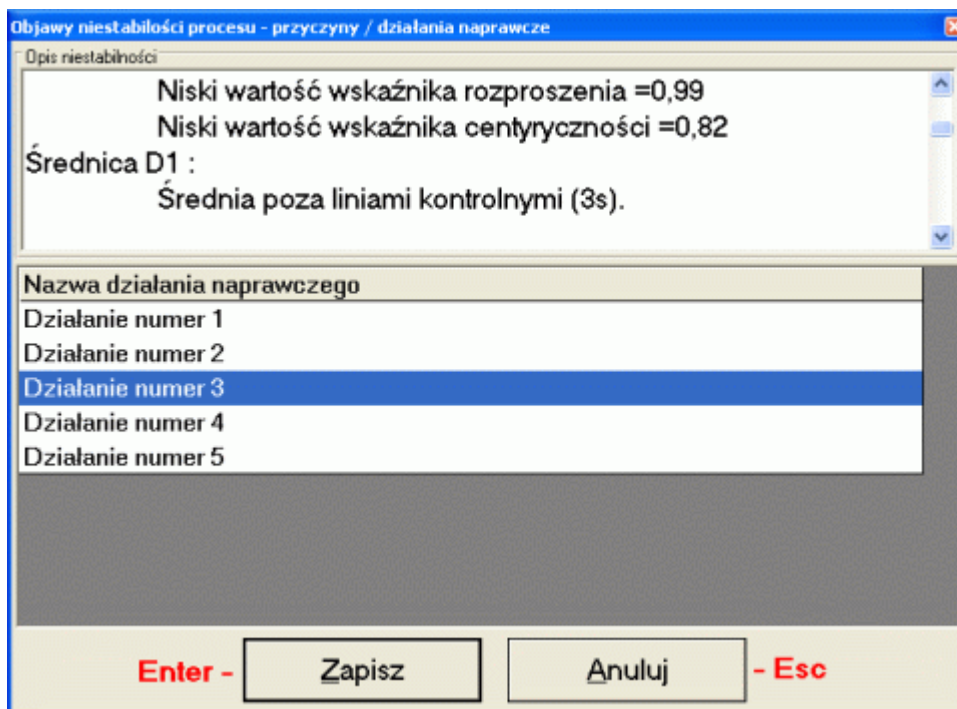 Objawy niestabilości procesu - przyczyny / działania naprawcze
Opis niestabilności
Niski wartość wskaźnika rozproszenia =0,99
Niski wartość wskaźnika centyryczności =0,82
Średnica D1 :
Średnia poza liniami kontrolnymi (3s).
Nazwa działania naprawczego
Działanie numer 1
Działanie numer 2
Działanie numer 3
Działanie numer 4
Działanie numer 5
Enter - Zapisz Anuluj - Esc